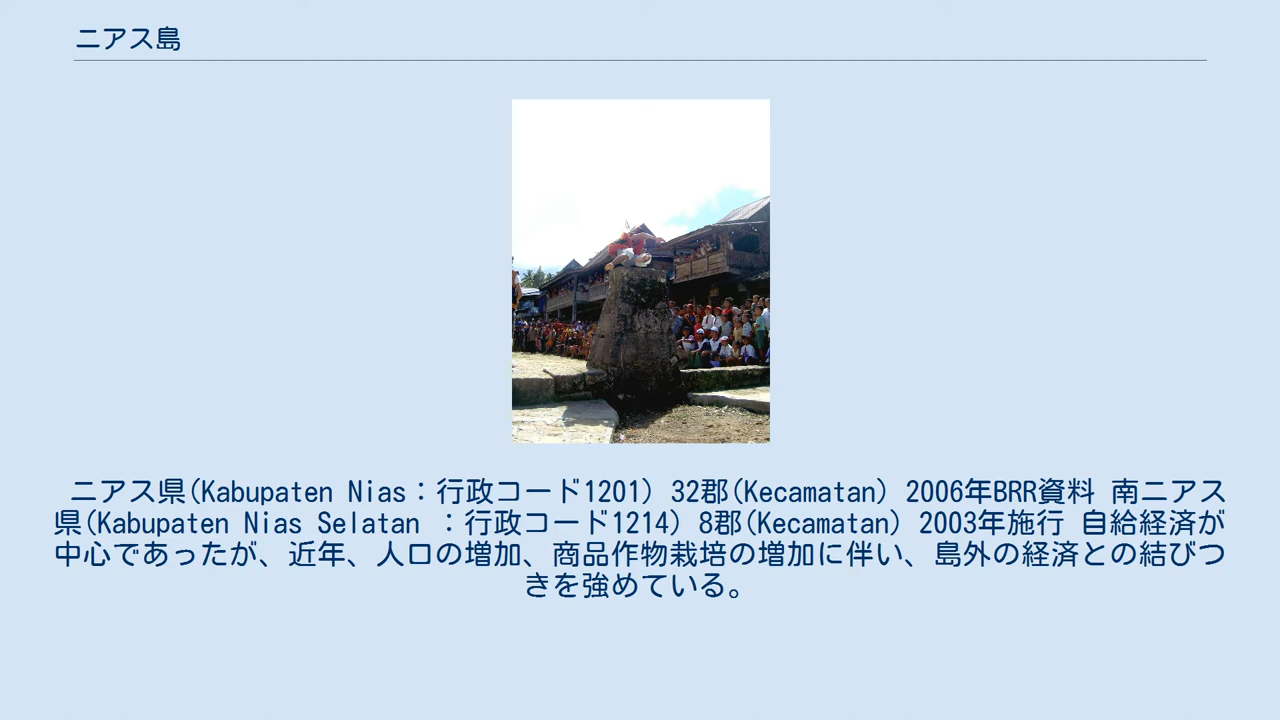 ニアス島
ニアス県(Kabupaten Nias：行政コード1201) 32郡(Kecamatan) 2006年BRR資料 南ニアス
県(Kabupaten Nias Selatan ：行政コード1214) 8郡(Kecamatan) 2003年施行 自給経済が
中心であったが、近年、人口の増加、商品作物栽培の増加に伴い、島外の経済との結びつ
きを強めている。